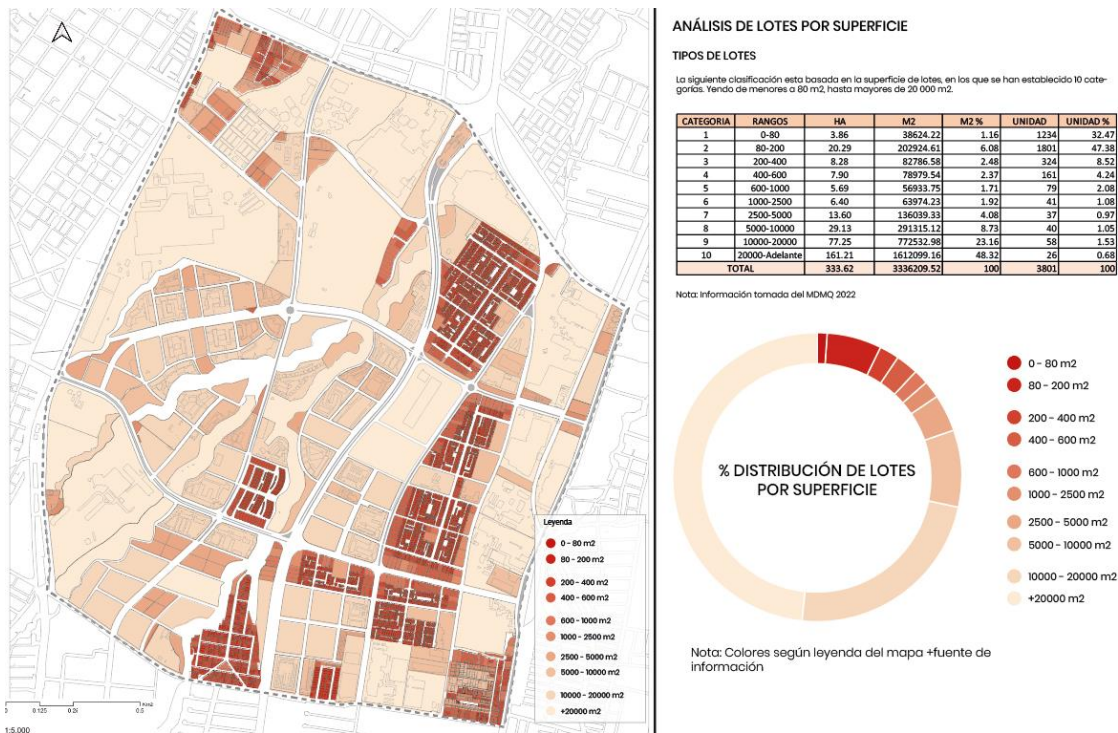 ANÁLISIS DE LOTES POR SUPERFICIE
TIPOS DE LOTES
La siguiente clasificación esta basada en la superficie de lotes, en los que se han establecido 10 cate-
gorías. Yendo de menores a 80 m2, hasta mayores de 20 000 m2.
CATEGORIA RANGOS HA M2 M2 % UNIDAD UNIDAD %
1 0-80 3.86 38624.22 1.16 1234 32.47
2 80-200 20.29 202924.61 6.08 1801 47.38
3 200-400 8.28 82786.58 2.48 324 8.52
4 400-600 7.90 78979.54 2.37 161 4.24
5 600-1000 5.69 56933.75 1.71 79 2.08
6 1000-2500 6.40 63974.23 1.92 41 1.08
7 2500-5000 13.60 136039.33 4.08 37 0.97
8 5000-10000 29.13 291315.12 8.73 40 1.05
9 10000-20000 77.25 772532.98 23.16 58 1.53
10 20000-Adelante 161.21 1612099.16 48.32 26 0.68
TOTAL 333.62 3336209.52 100 3801 100
Nota: Información tomada del MDMQ 2022
% DISTRIBUCIÓN DE LOTES
POR SUPERFICIE
0 - 80 m2
80 - 200 m2
200 - 400 m2
400 - 600 m2
600 - 1000 m2
1000 - 2500 m2
2500 - 5000 m2
5000 - 10000 m2
10000 - 20000 m2
+20000 m2
Nota: Colores según leyenda del mapa +fuente de
información
Leyenda
0 - 80 m2
80 - 200 m2
200 - 400 m2
400 - 600 m2
600 - 1000 m2
1000 - 2500 m2
2500 - 5000 m2
5000 - 10000 m2
10000 - 20000 m2
+20000 m2
0 0.125 0.25 0.5
1:5.000